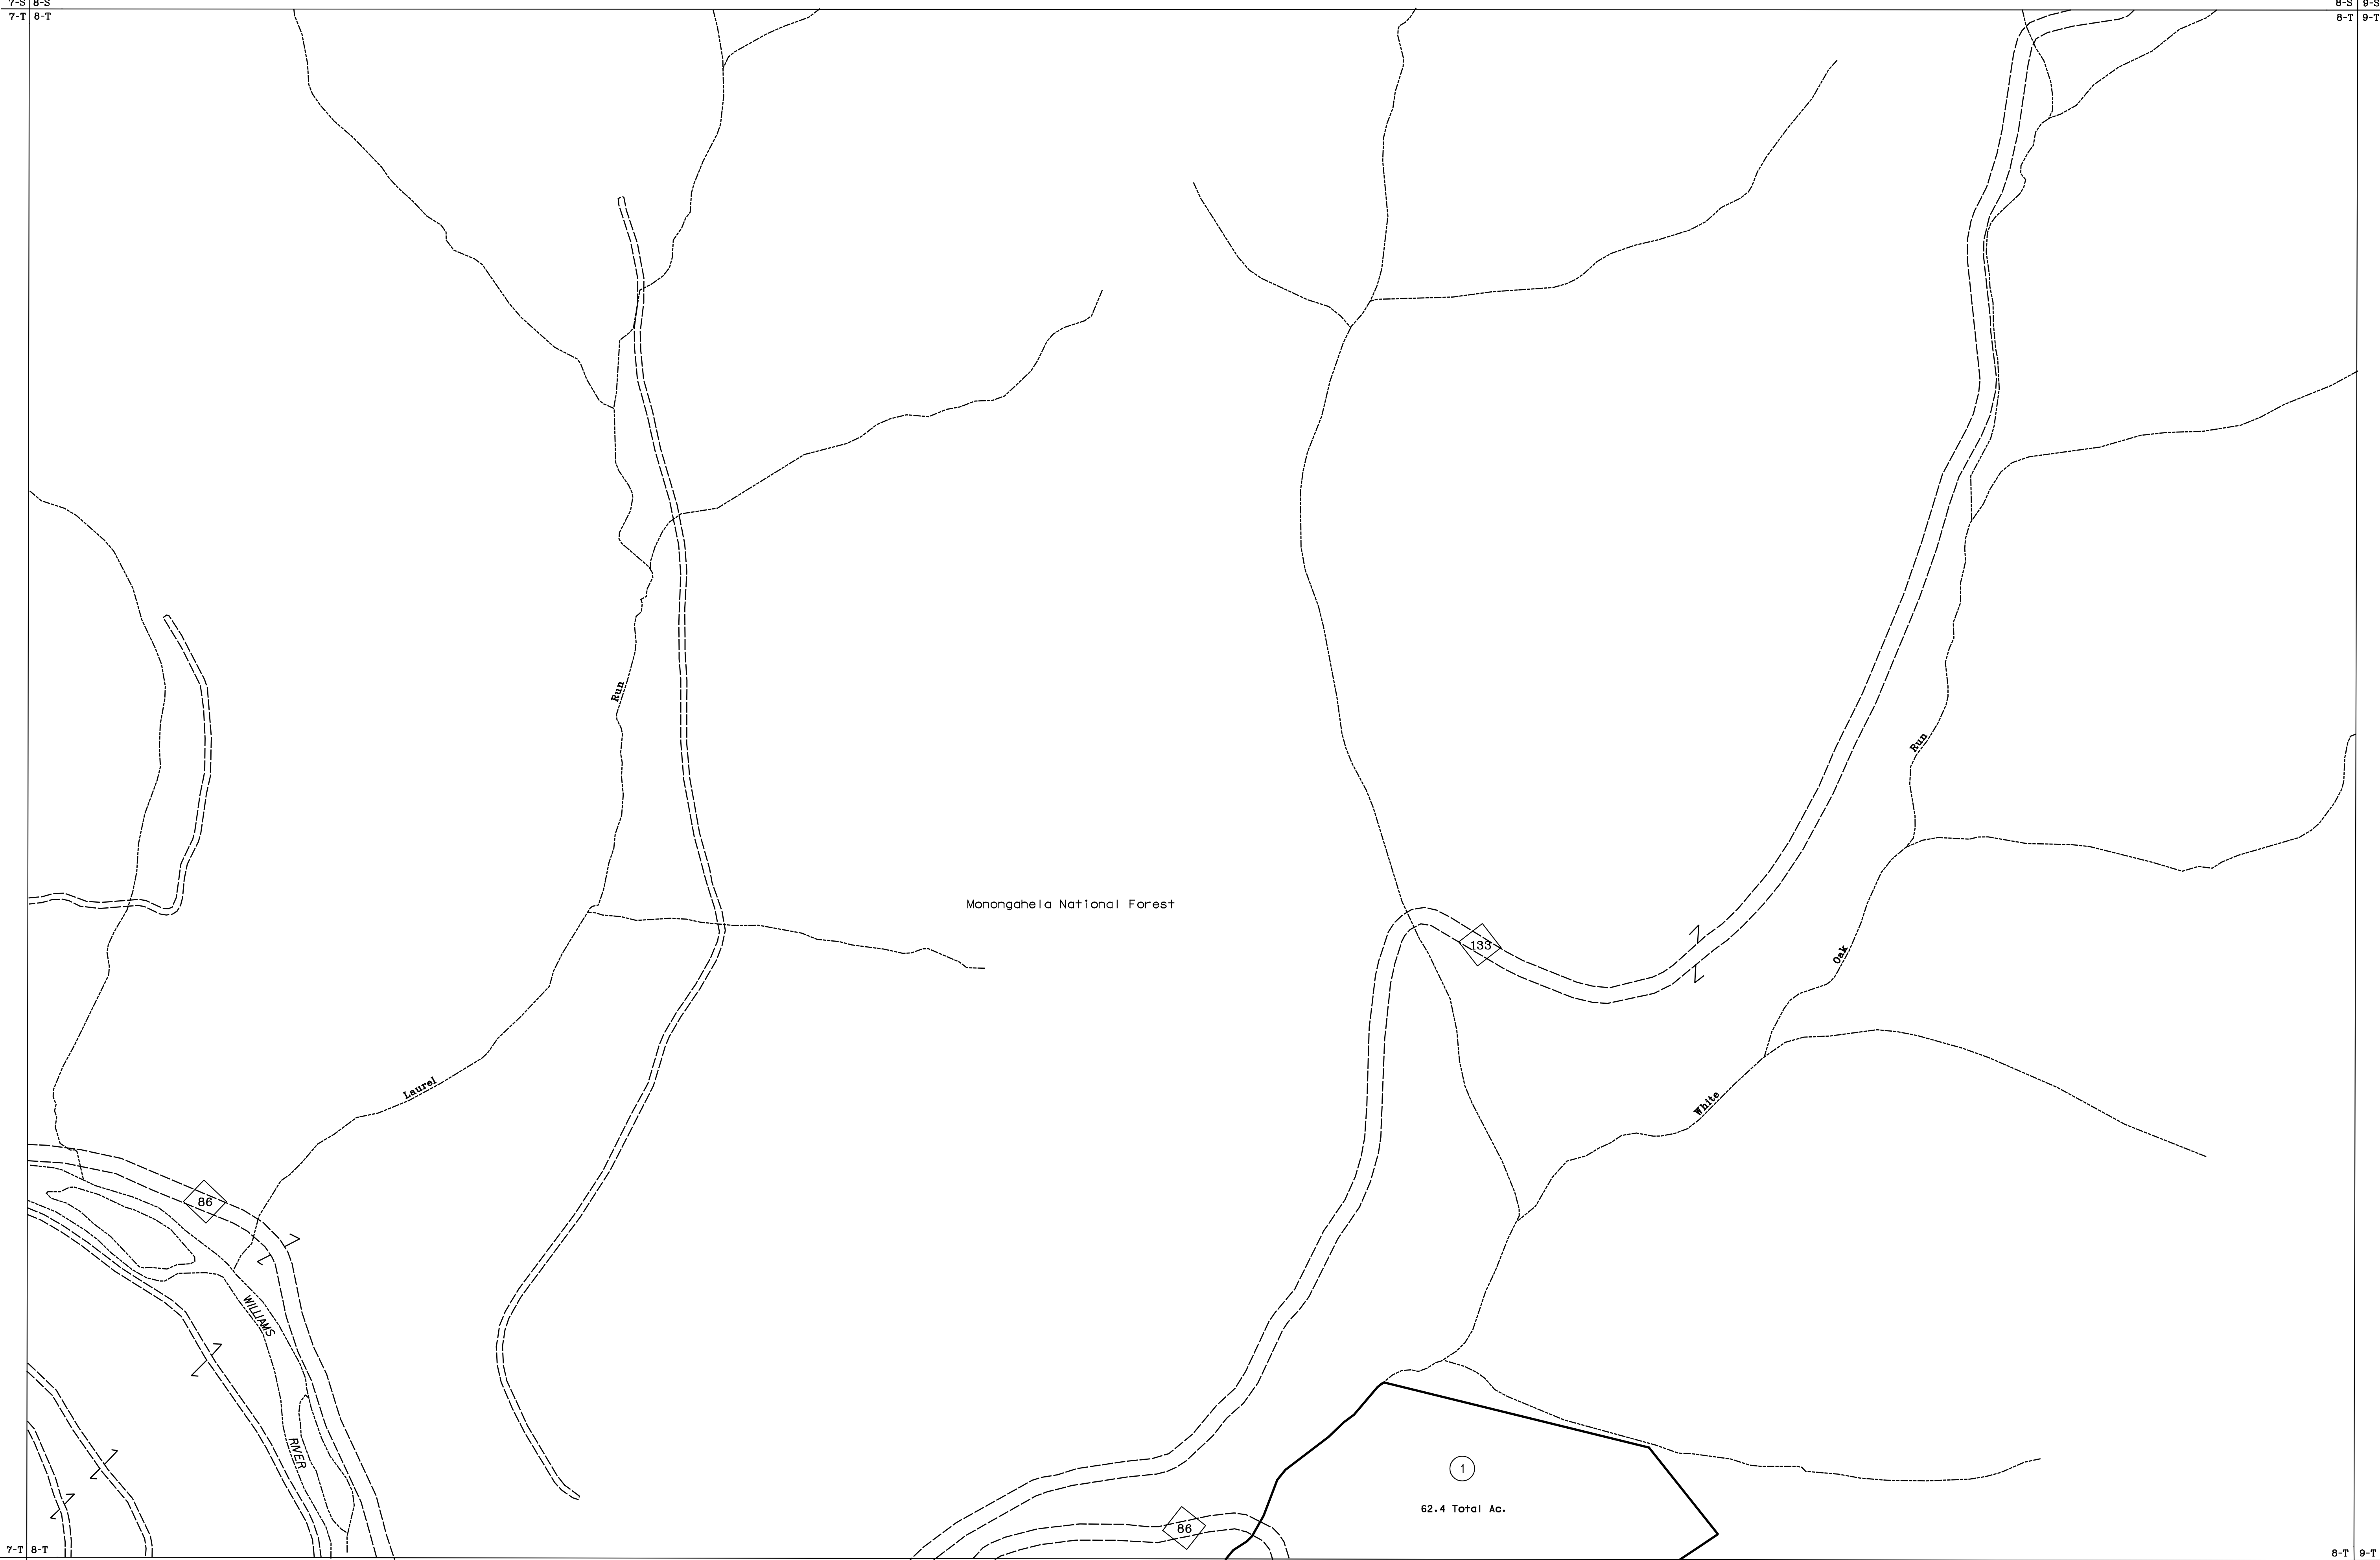 7-S 8-S
8-S 9-S
7-T 8-T
8-T 9-T
Run
Run
Monongahela National Forest
133
Oak
Laurel
White
86
WILLIAMS
RIVER
1
62.4 Total Ac.
86
7-T 8-T
8-T 9-T